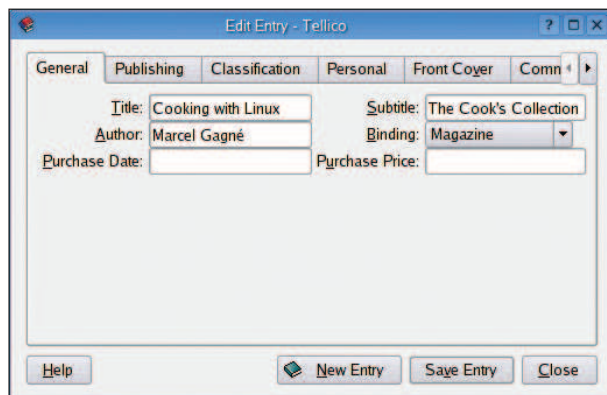 Edit Entry - Tellico
General Publishing Classification Personal Front Cover Comm
Title: Cooking with Linux Subtitle: The Cook's Collection
Author: Marcel Gagné Binding: Magazine
Purchase Date: Purchase Price:
Help New Entry Save Entry Close